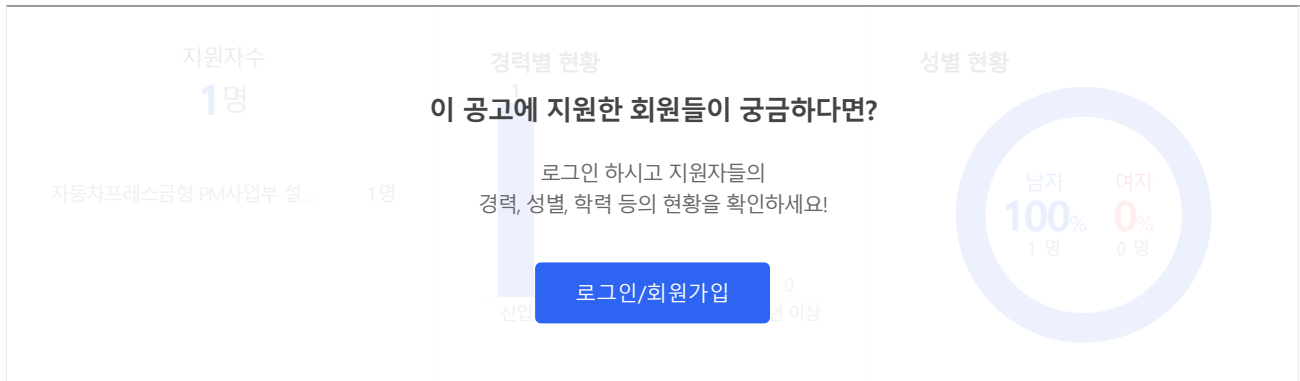 지원자수
1명
자동차프레스금형 PM사업부 설... 1명
경력별 현황
1
신입
0
년 이상
성별 현황
남자 여자
100% 0%
1 명 0 명
이 공고에 지원한 회원들이 궁금하다면?
로그인 하시고 지원자들의
경력, 성별, 학력 등의 현황을 확인하세요!
로그인/회원가입